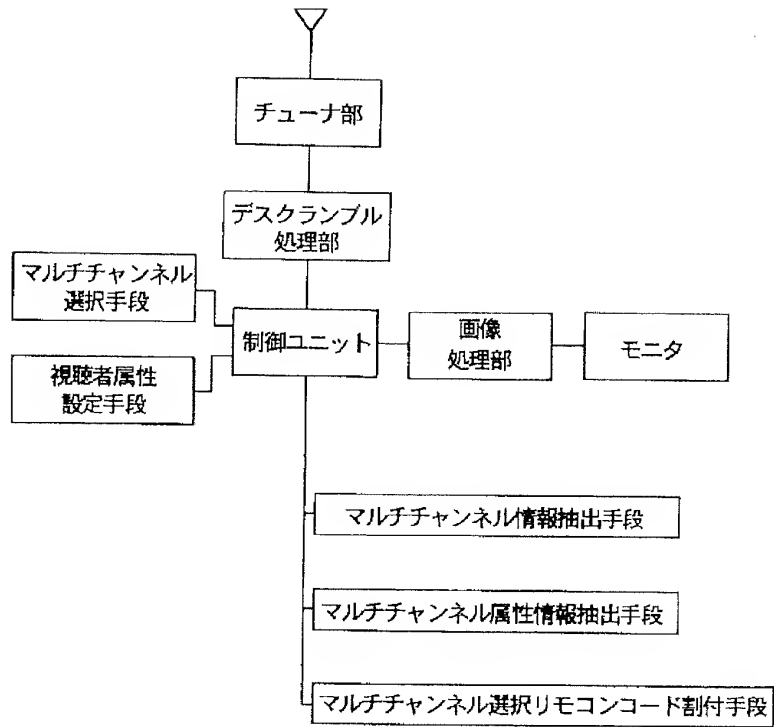 チューナ部
デスクランブル
処理部
マルチチャンネル
選択手段
制御ユニット
画像
処理部
モニタ
視聴者属性
設定手段
マルチチャンネル情報抽出手段
マルチチャンネル属性情報抽出手段
マルチチャンネル選択リモコンコード割付手段